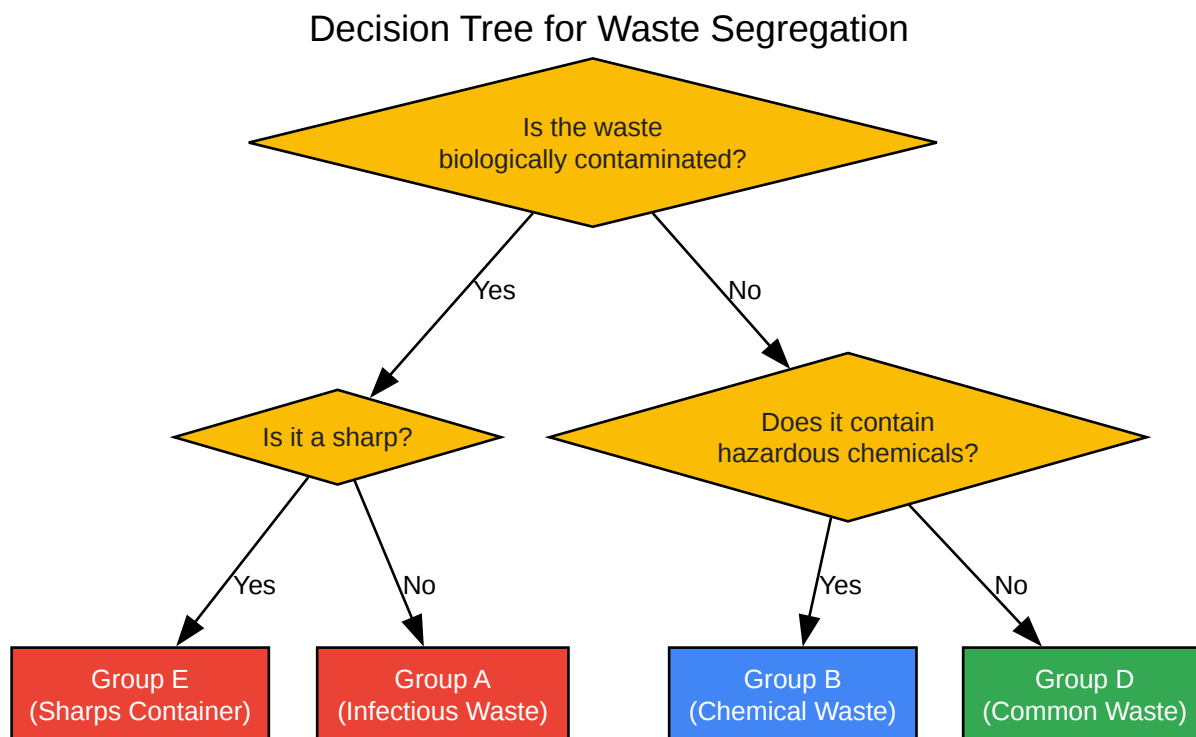 Decision Tree for Waste Segregation
Is the waste
biologically contaminated?
Yes
No
Is it a sharp?
Does it contain
hazardous chemicals?
Yes
No
Yes
No
Group E
(Sharps Container)
Group A
(Infectious Waste)
Group B
(Chemical Waste)
Group D
(Common Waste)